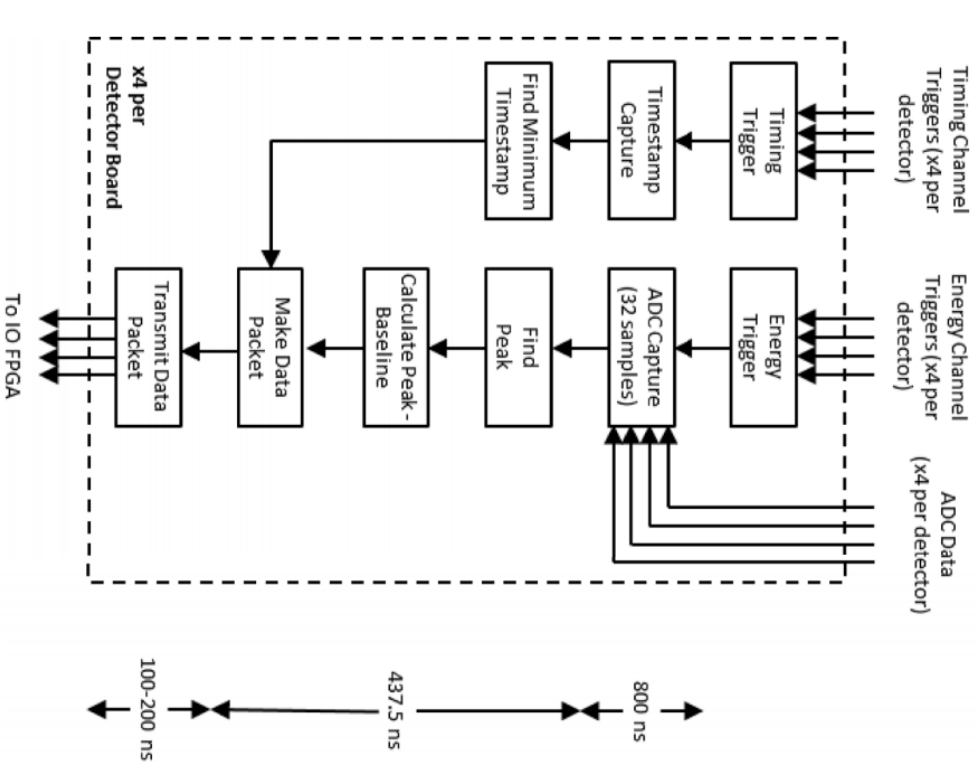 Timing Channel
Triggers (x4 per
detector)
Energy Channel
Triggers (x4 per
detector)
ADC Data
(x4 per detector)
Timing
Trigger
Energy
Trigger
Timestamp
Capture
ADC Capture
(32 samples)
800 ns
Find Minimum
Timestamp
Find
Peak
Calculate Peak -
Baseline
437.5 ns
Make Data
Packet
x4 per
Detector Board
Transmit Data
Packet
100-200 ns
To IO FPGA